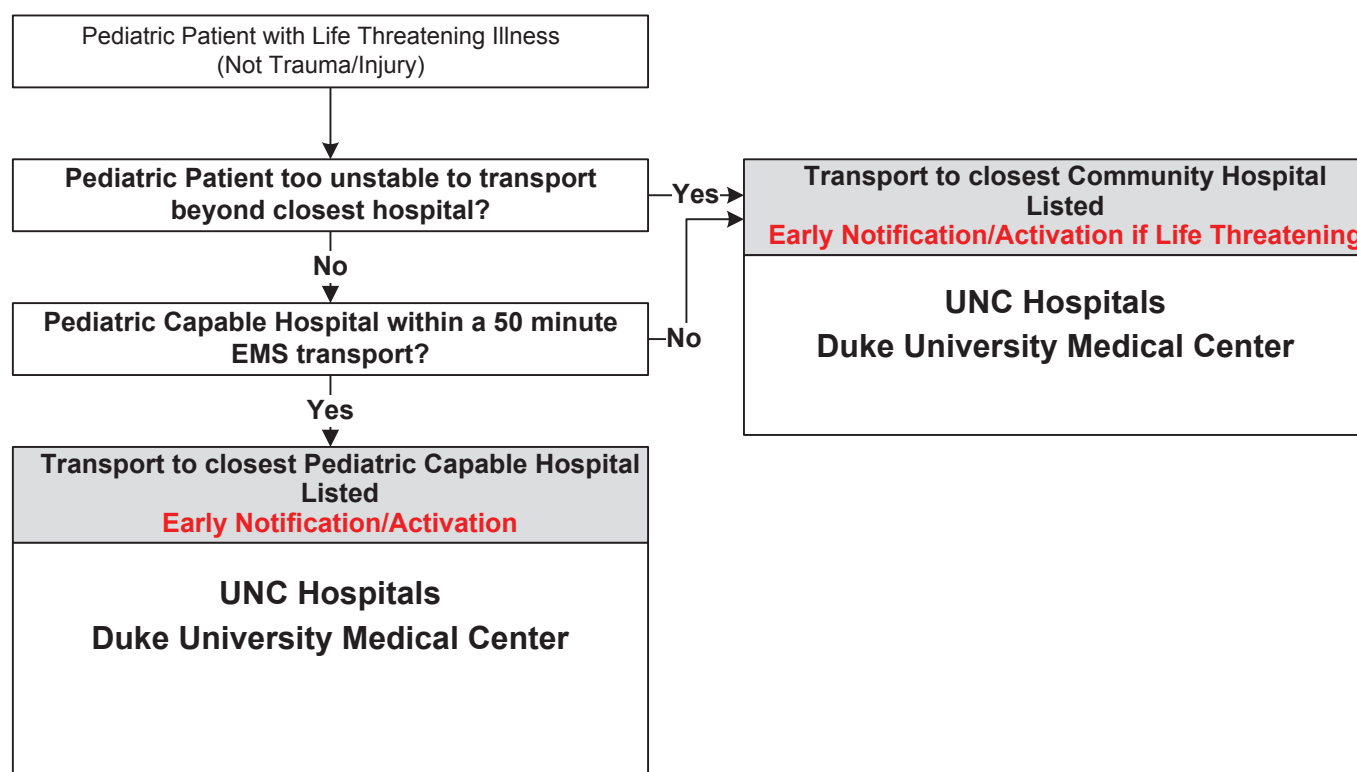 Pediatric Patient with Life Threatening Illness
(Not Trauma/Injury)
Pediatric Patient too unstable to transport
beyond closest hospital?
Yes
Transport to closest Community Hospital
Listed
Early Notification/Activation if Life Threatening
UNC Hospitals
Duke University Medical Center
No
Pediatric Capable Hospital within a 50 minute
EMS transport?
No
Yes
Transport to closest Pediatric Capable Hospital
Listed
Early Notification/Activation
UNC Hospitals
Duke University Medical Center